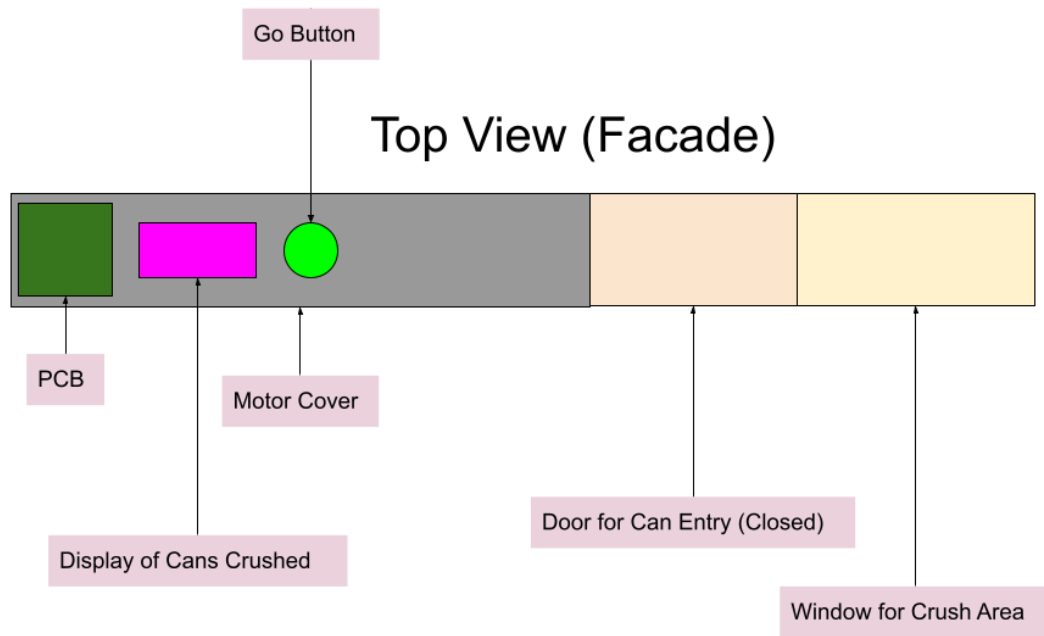 Go Button
Top View (Facade)
PCB
Motor Cover
Door for Can Entry (Closed)
Display of Cans Crushed
Window for Crush Area